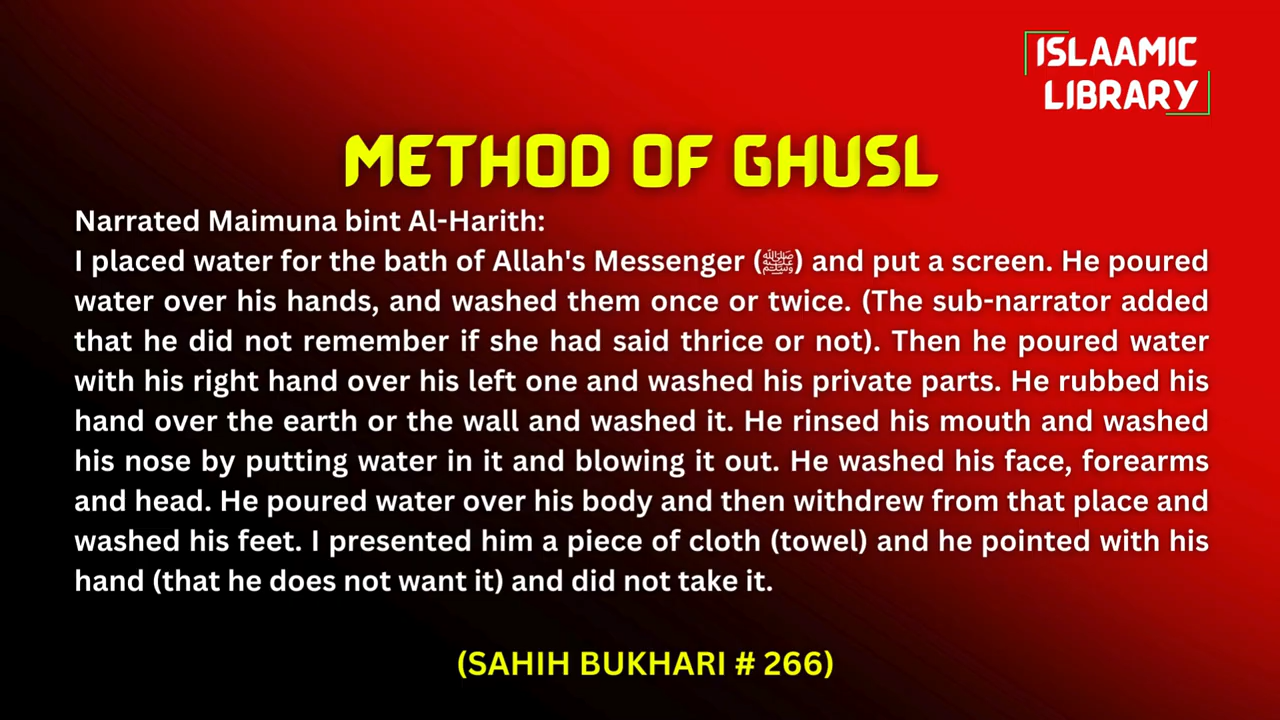 ISLAAMIC
LIBRARY
METHOD OF GHUSL
Narrated Maimuna bint Al-Harith:
I placed water for the bath of Allah's Messenger (ﷺ) and put a screen. He poured
water over his hands, and washed them once or twice. (The sub-narrator added
that he did not remember if she had said thrice or not). Then he poured water
with his right hand over his left one and washed his private parts. He rubbed his
hand over the earth or the wall and washed it. He rinsed his mouth and washed
his nose by putting water in it and blowing it out. He washed his face, forearms
and head. He poured water over his body and then withdrew from that place and
washed his feet. I presented him a piece of cloth (towel) and he pointed with his
hand (that he does not want it) and did not take it.
(SAHIH BUKHARI # 266)